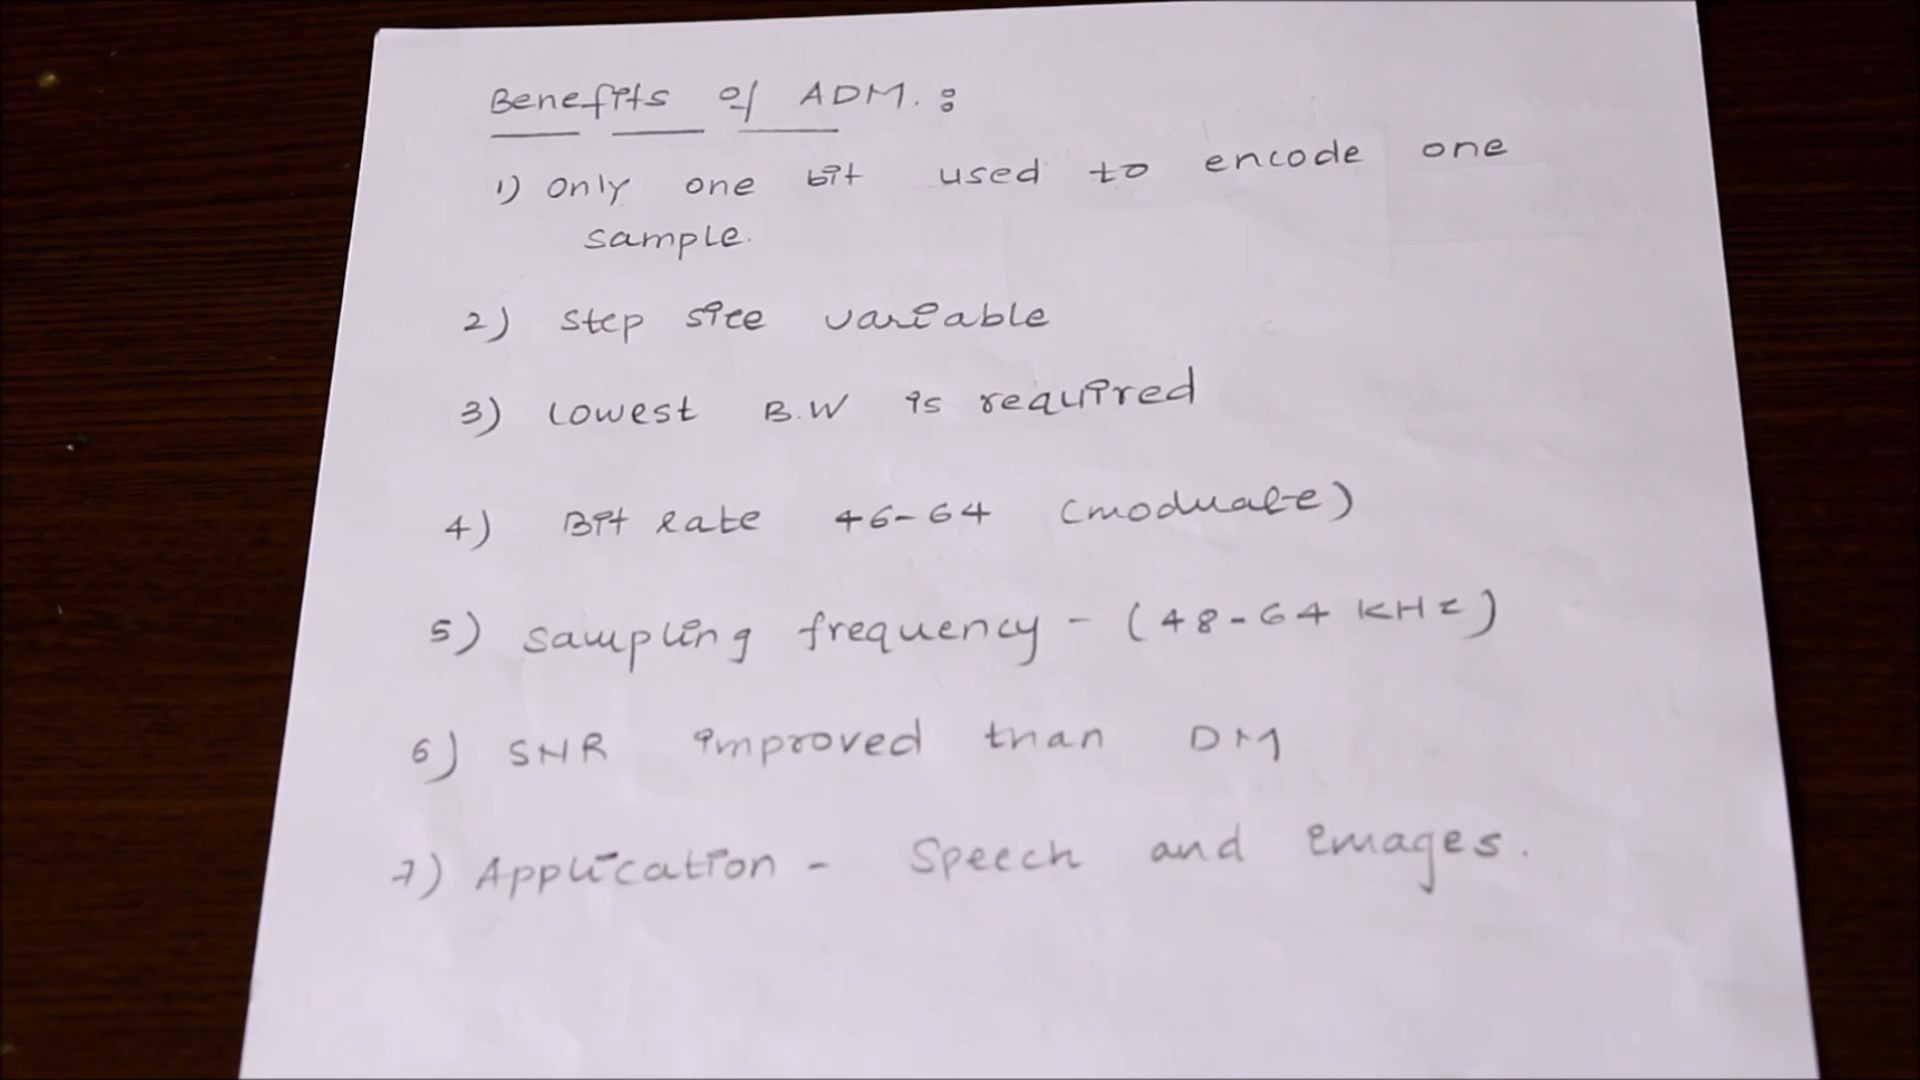 Benefits of ADM. :
1) Only one bit used to encode one
sample.
2) Step size variable
3) Lowest B.W is required
4) Bit rate 46-64 (moduate)
5) Sampling frequency - (48-64 KHz)
6) SNR improved than DM
7) Application - Speech and images.